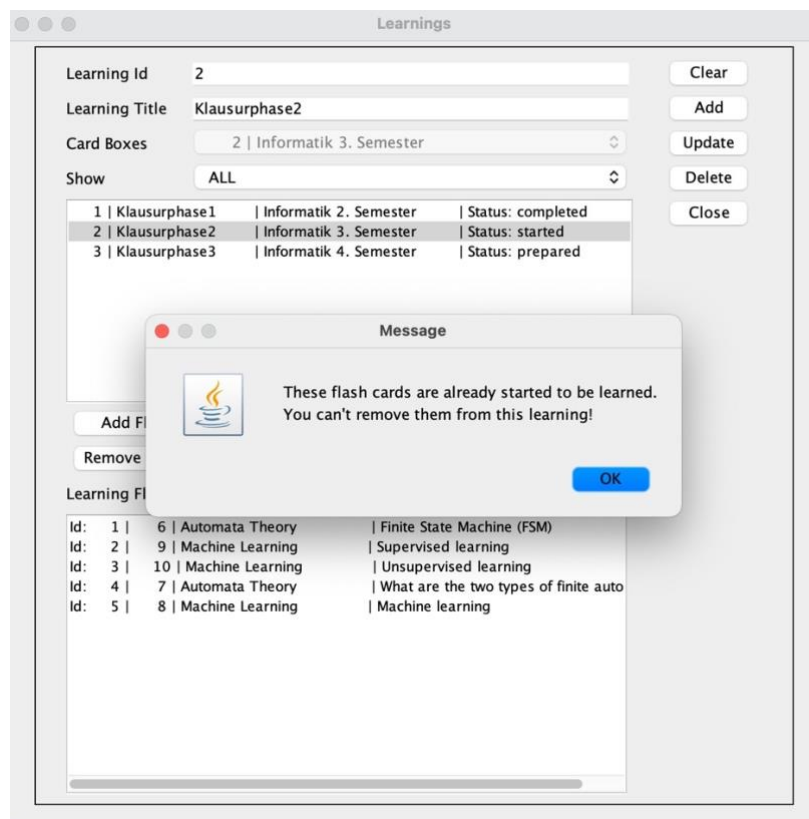 Learnings
Learning Id 2 Clear
Learning Title Klausurphase2 Add
Card Boxes 2 | Informatik 3. Semester Update
Show ALL Delete
1 | Klausurphase1 | Informatik 2. Semester | Status: completed Close
2 | Klausurphase2 | Informatik 3. Semester | Status: started
3 | Klausurphase3 | Informatik 4. Semester | Status: prepared
Message
These flash cards are already started to be learned.
You can't remove them from this learning!
OK
Add Fl
Remove
Learning Fl
Id: 1 | 6 | Automata Theory | Finite State Machine (FSM)
Id: 2 | 9 | Machine Learning | Supervised learning
Id: 3 | 10 | Machine Learning | Unsupervised learning
Id: 4 | 7 | Automata Theory | What are the two types of finite auto
Id: 5 | 8 | Machine Learning | Machine learning